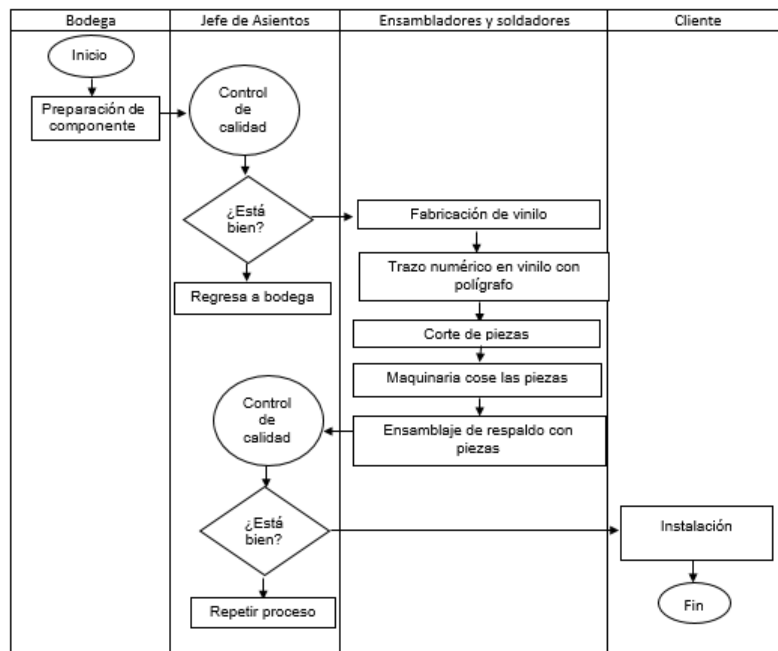 Bodega
Jefe de Asientos
Ensambladores y soldadores
Cliente
Inicio
Preparación de
componente
Control
de
calidad
¿Está
bien?
Regresa a bodega
Fabricación de vinilo
Trazo numérico en vinilo con
polígrafo
Corte de piezas
Maquinaria cose las piezas
Ensamblaje de respaldo con
piezas
Control
de
calidad
¿Está
bien?
Repetir proceso
Instalación
Fin